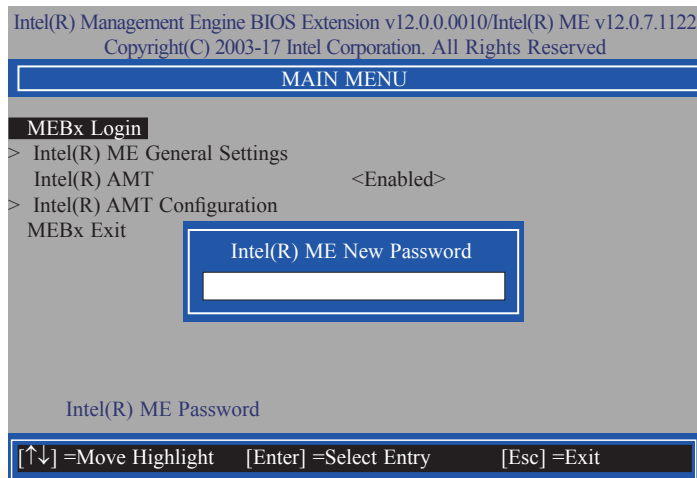 Intel(R) Management Engine BIOS Extension v12.0.0.0010/Intel(R) ME v12.0.7.1122
Copyright(C) 2003-17 Intel Corporation. All Rights Reserved
MAIN MENU
MEBx Login
> Intel(R) ME General Settings
Intel(R) AMT <Enabled>
> Intel(R) AMT Configuration
MEBx Exit
Intel(R) ME New Password
Intel(R) ME Password
[↑↓] =Move Highlight [Enter] =Select Entry [Esc] =Exit